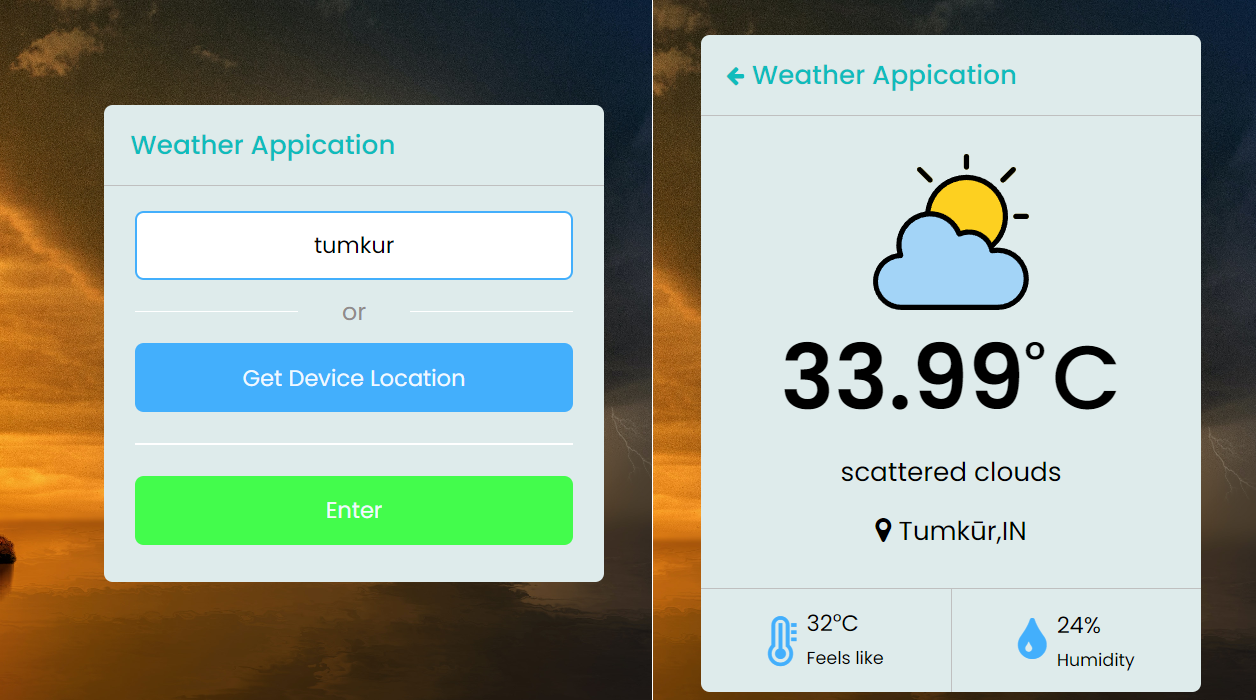 Weather Appication
tumkur
or
Get Device Location
Enter
Weather Appication
33.99°C
scattered clouds
Tumkūr,IN
32°C
Feels like
24%
Humidity